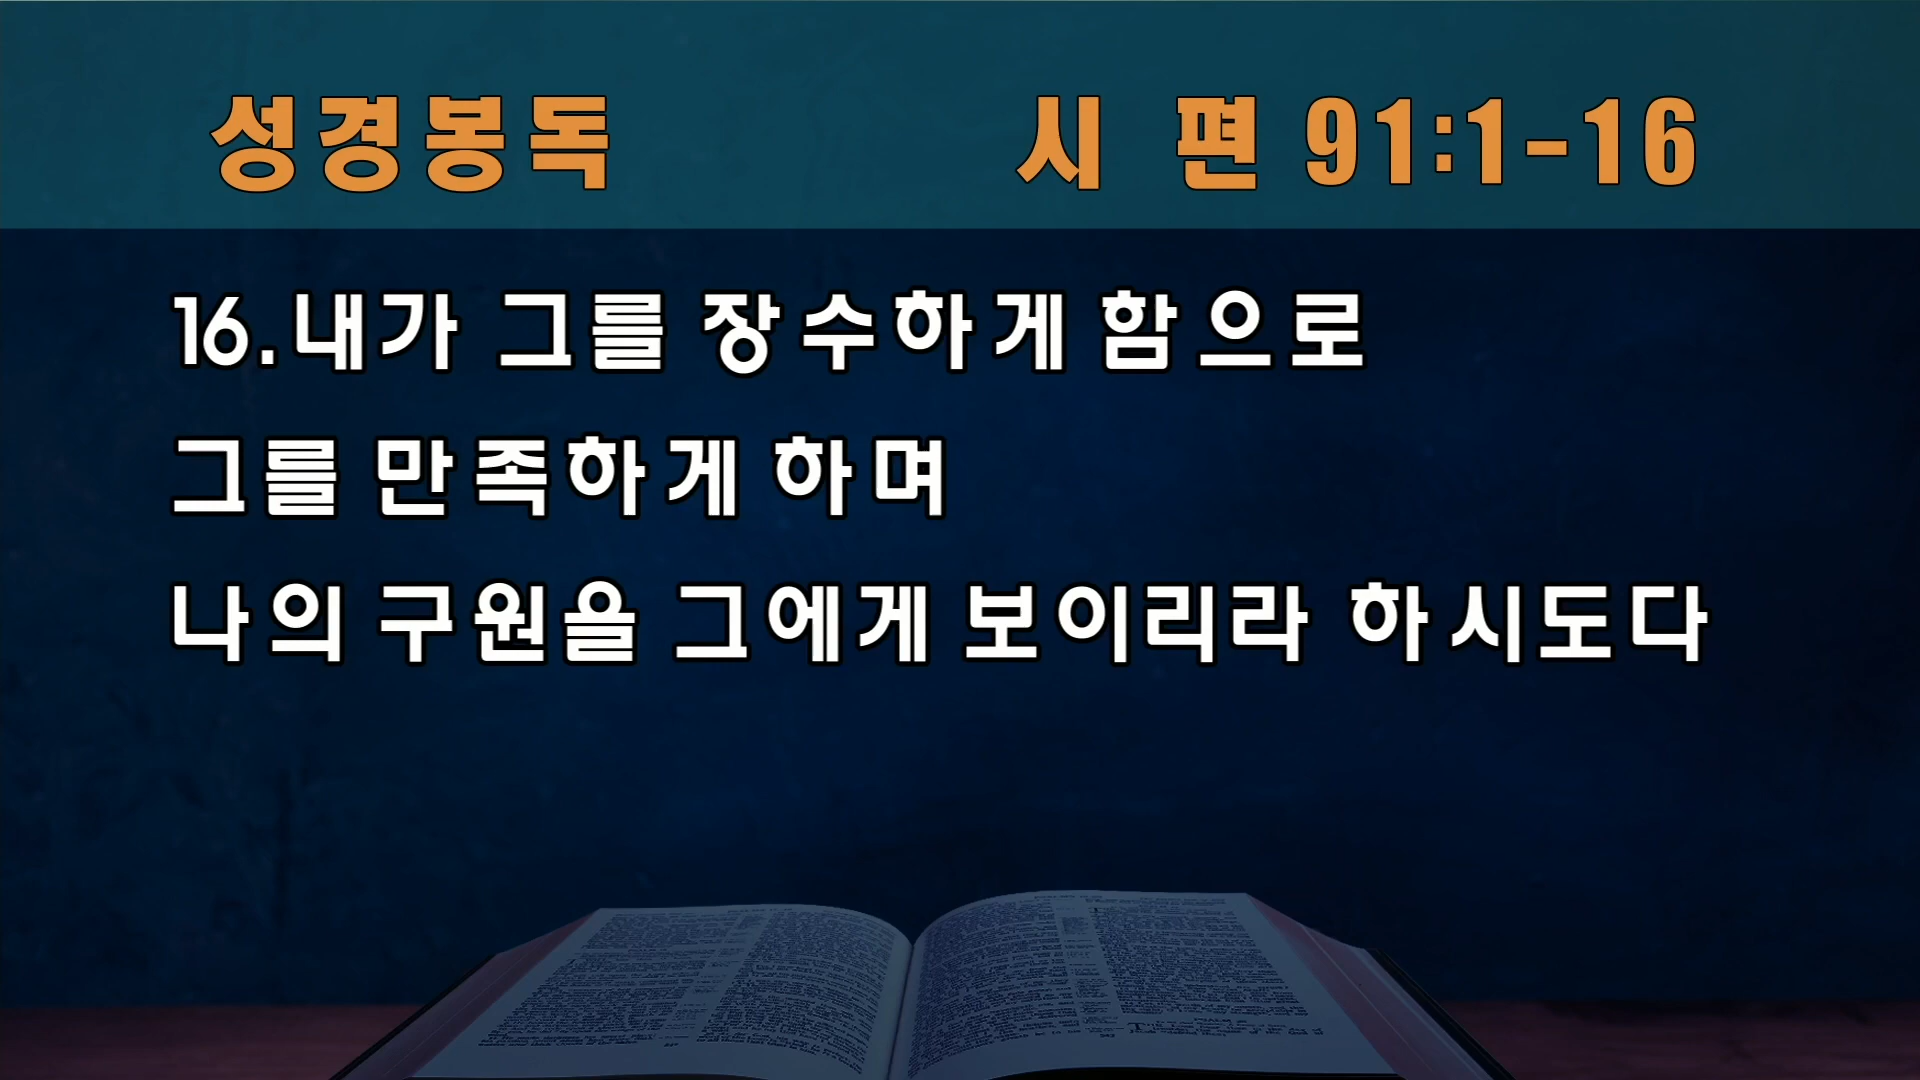 성경봉독 시 편 91:1-16
16.내가 그를 장수하게 함으로
그를 만족하게 하며
나의 구원을 그에게 보이리라 하시도다